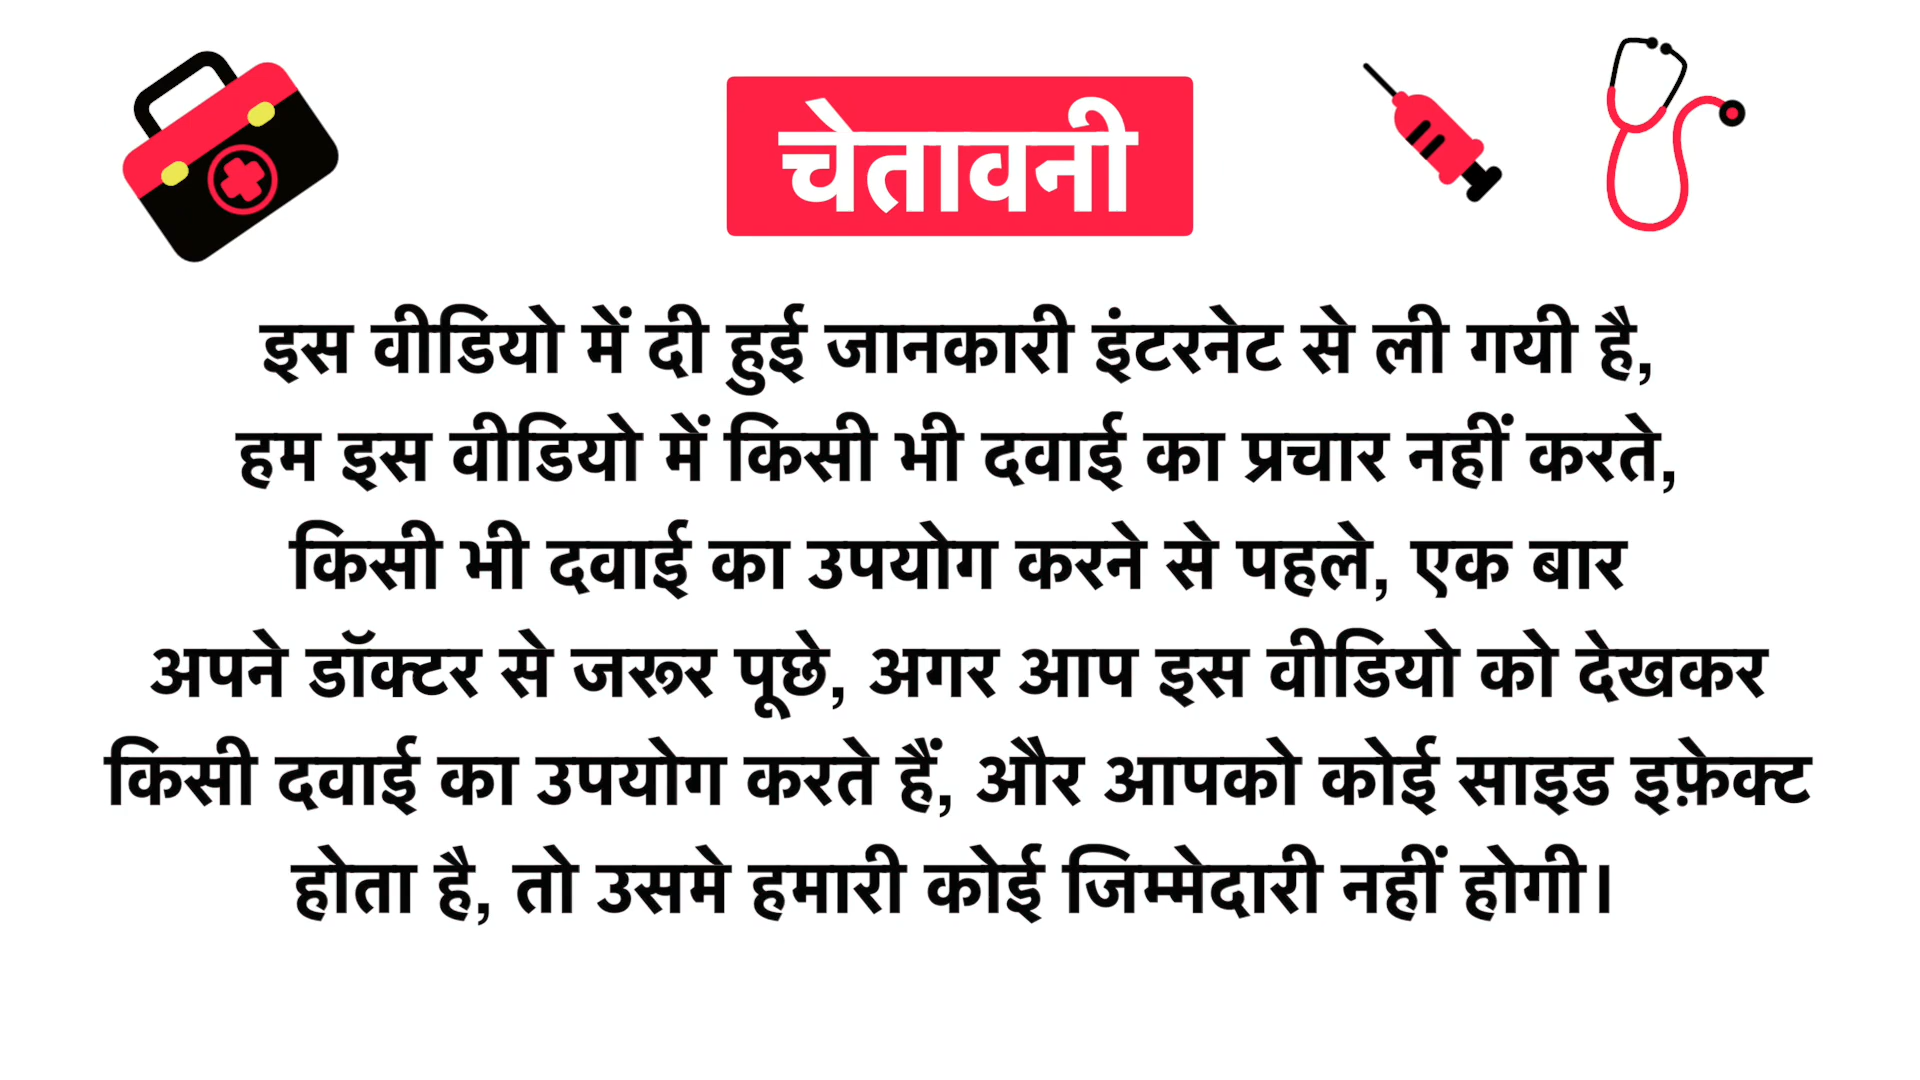 चेतावनी
इस वीडियो में दी हुई जानकारी इंटरनेट से ली गयी है,
हम इस वीडियो में किसी भी दवाई का प्रचार नहीं करते,
किसी भी दवाई का उपयोग करने से पहले, एक बार
अपने डॉक्टर से जरूर पूछे, अगर आप इस वीडियो को देखकर
किसी दवाई का उपयोग करते हैं, और आपको कोई साइड इफ़ेक्ट
होता है, तो उसमे हमारी कोई जिम्मेदारी नहीं होगी।